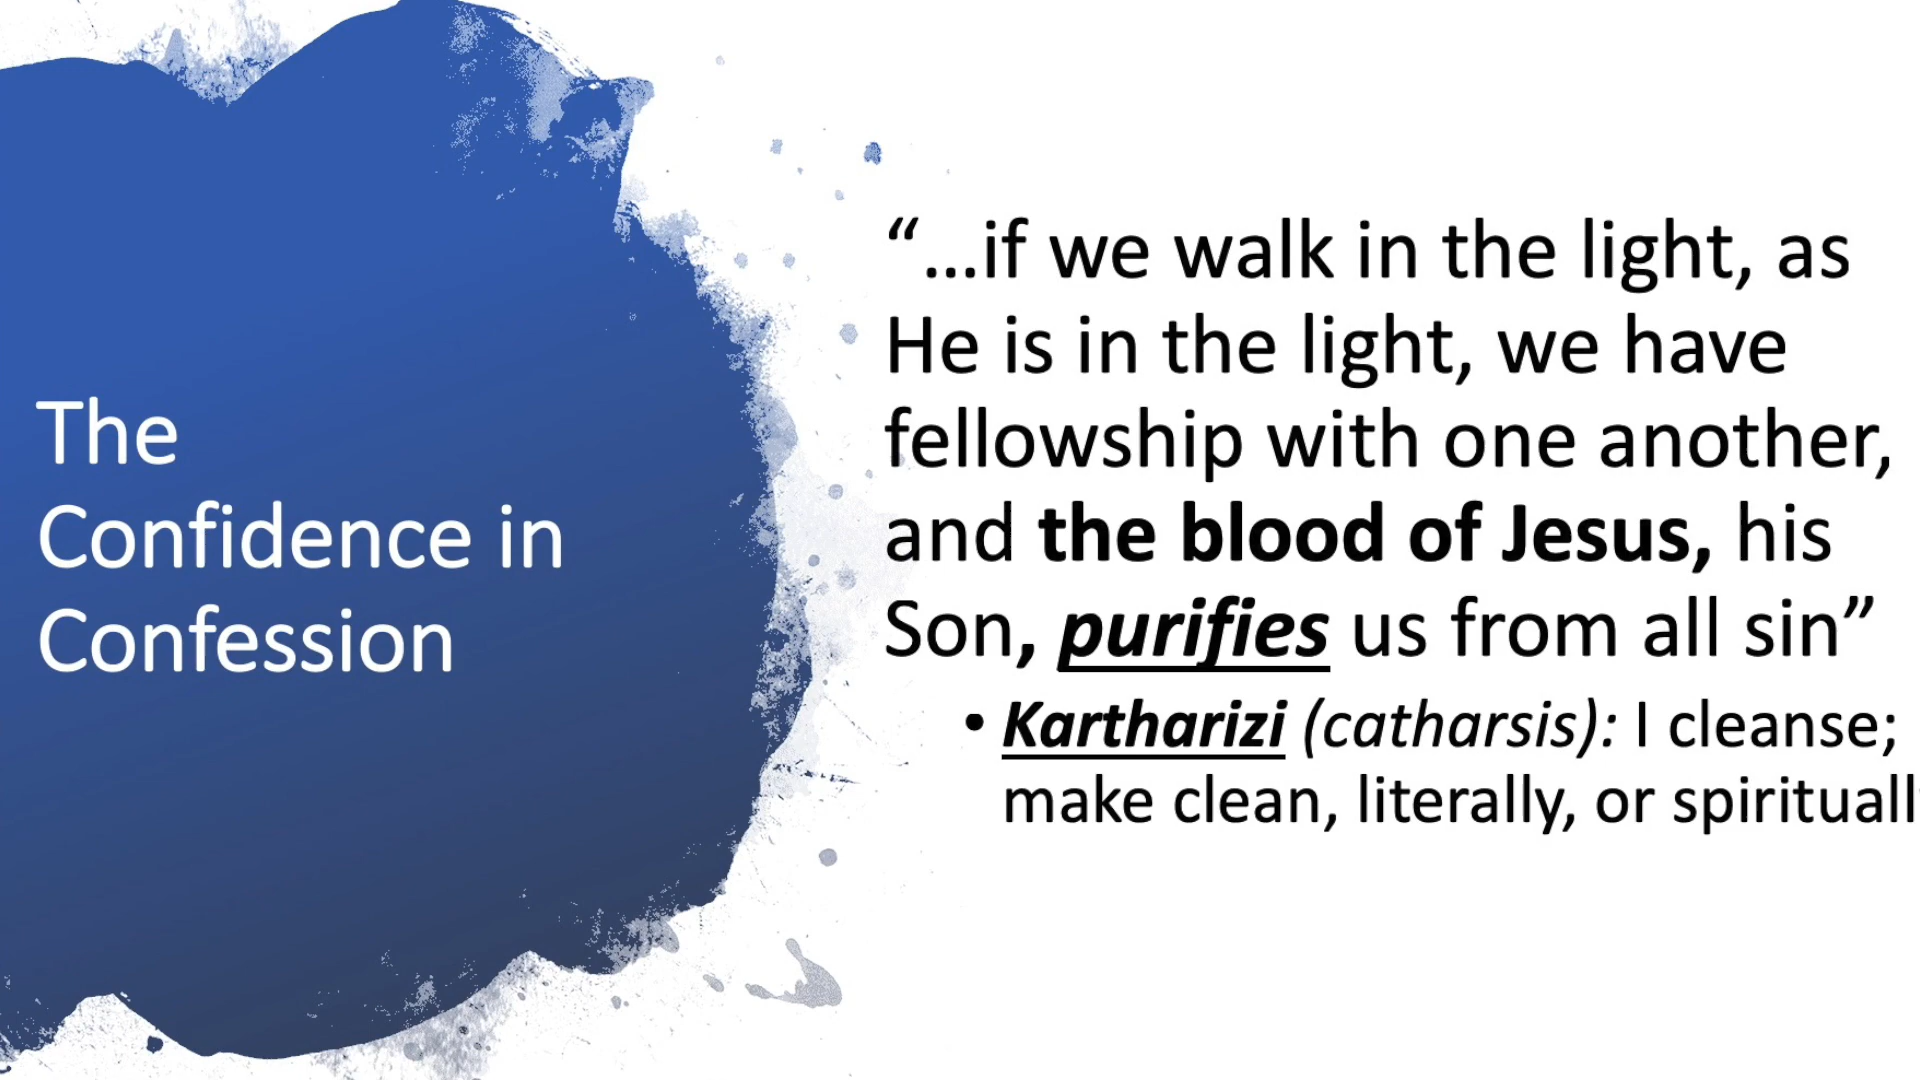 The
Confidence in
Confession
“…if we walk in the light, as
He is in the light, we have
fellowship with one another,
and the blood of Jesus, his
Son, purifies us from all sin”
• Kartharizi (catharsis): I cleanse;
make clean, literally, or spirituall